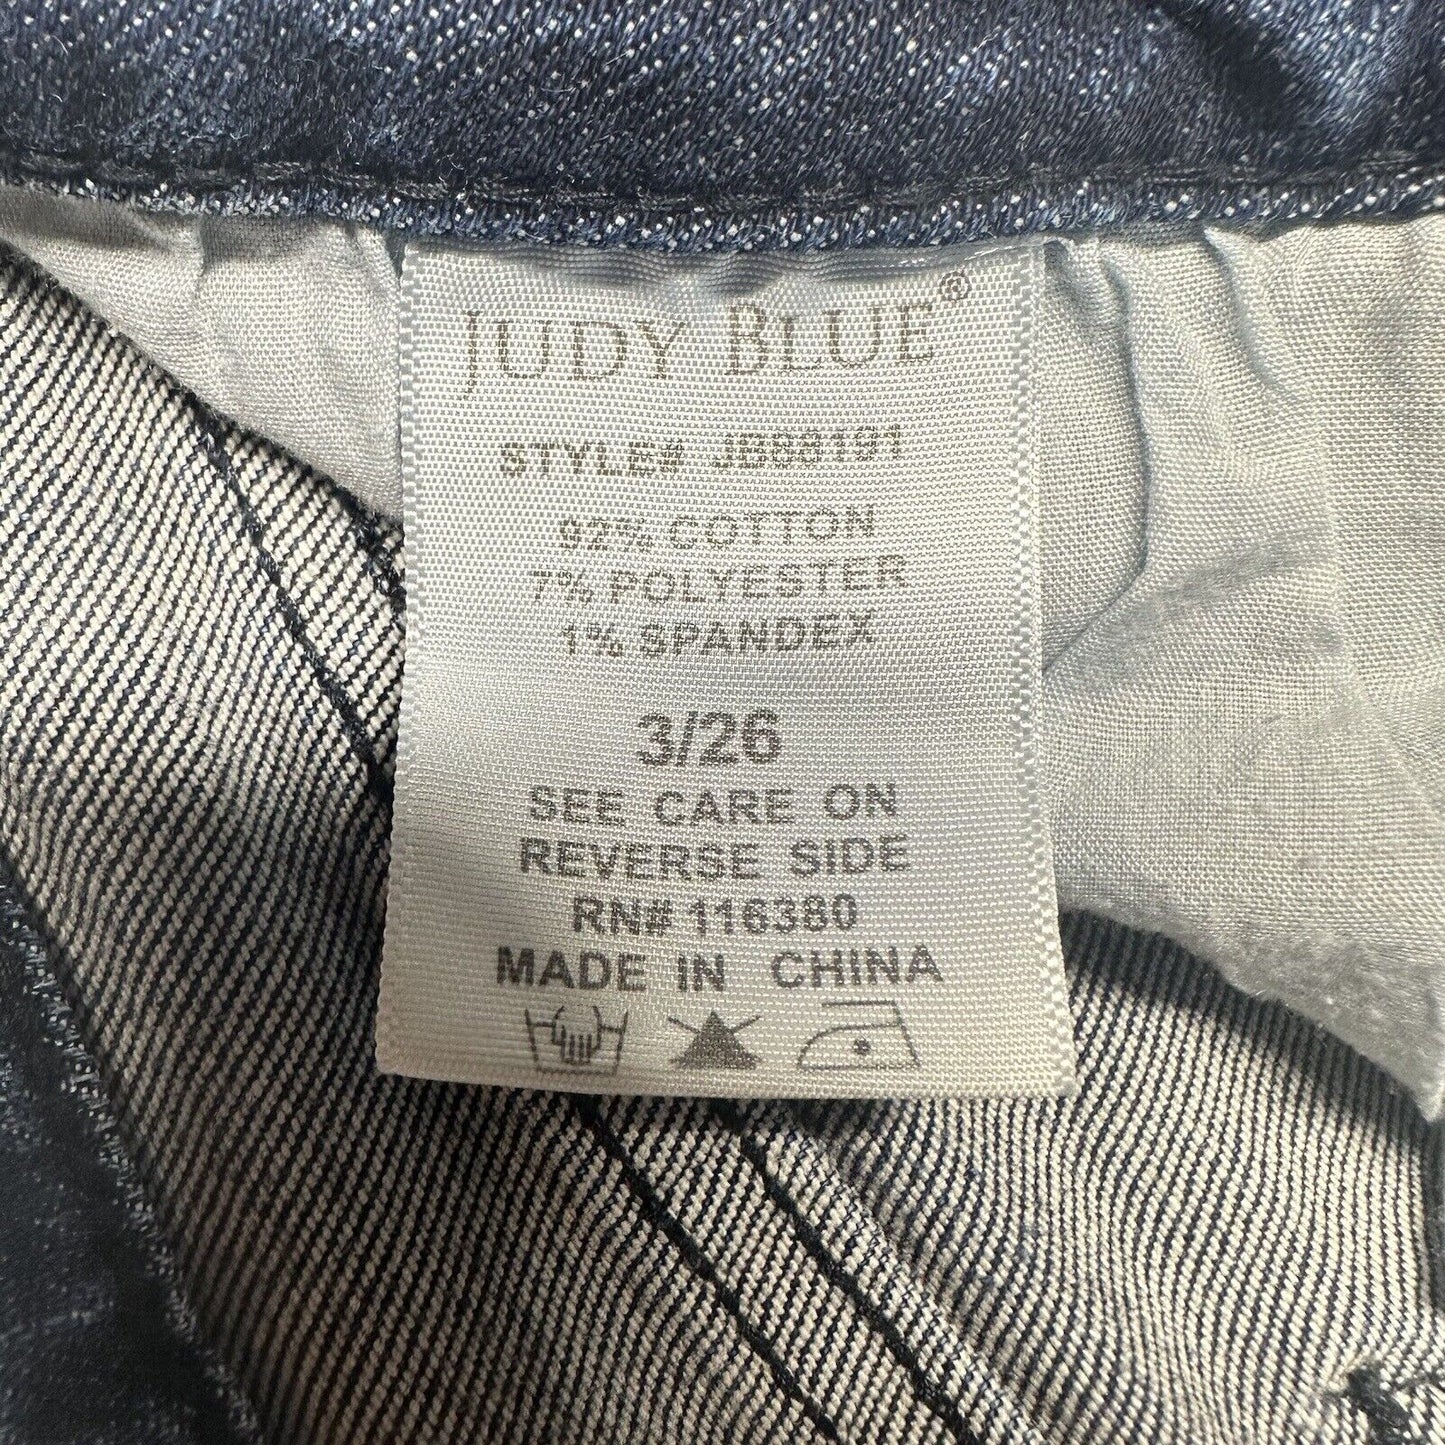 JUDY BLUE®
STYLE#
92% COTTON
7% POLYESTER
1% SPANDEX
3/26
SEE CARE ON
REVERSE SIDE
RN# 116380
MADE IN CHINA